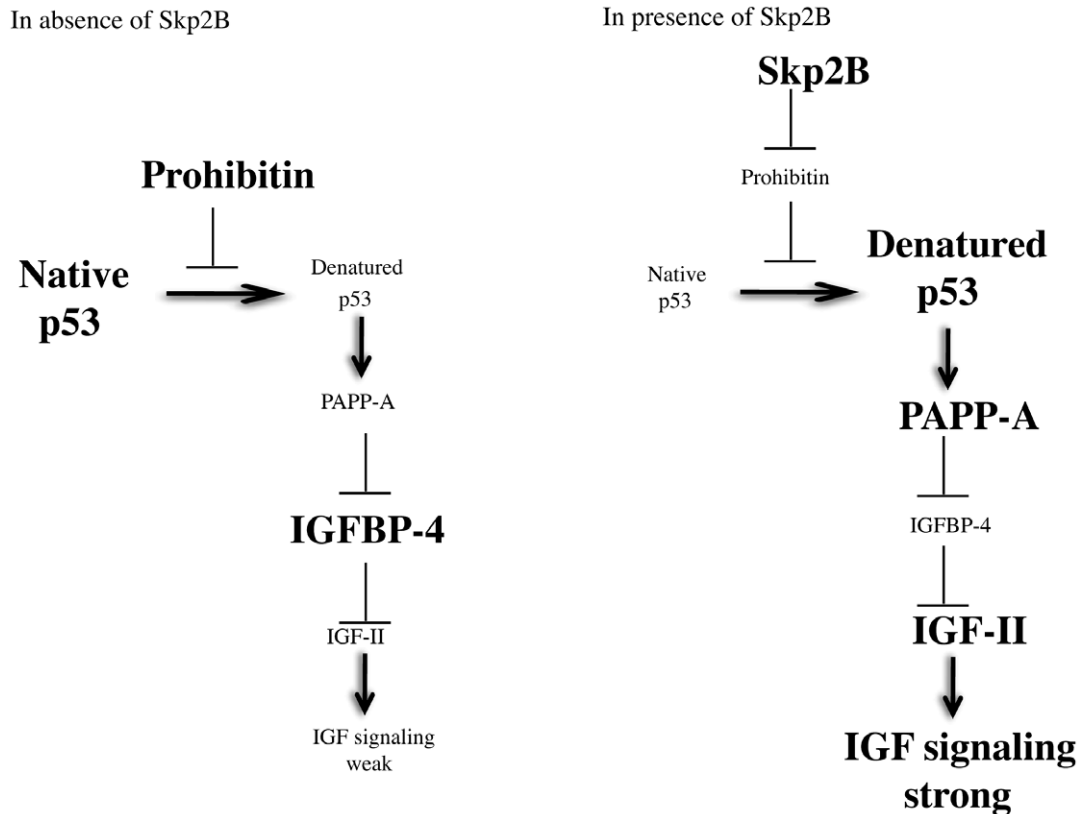 In absence of Skp2B
Prohibitin
Native
p53
Denatured
p53
PAPP-A
IGFBP-4
IGF-II
IGF signaling
weak
In presence of Skp2B
Skp2B
Prohibitin
Native
p53
Denatured
p53
PAPP-A
IGFBP-4
IGF-II
IGF signaling
strong